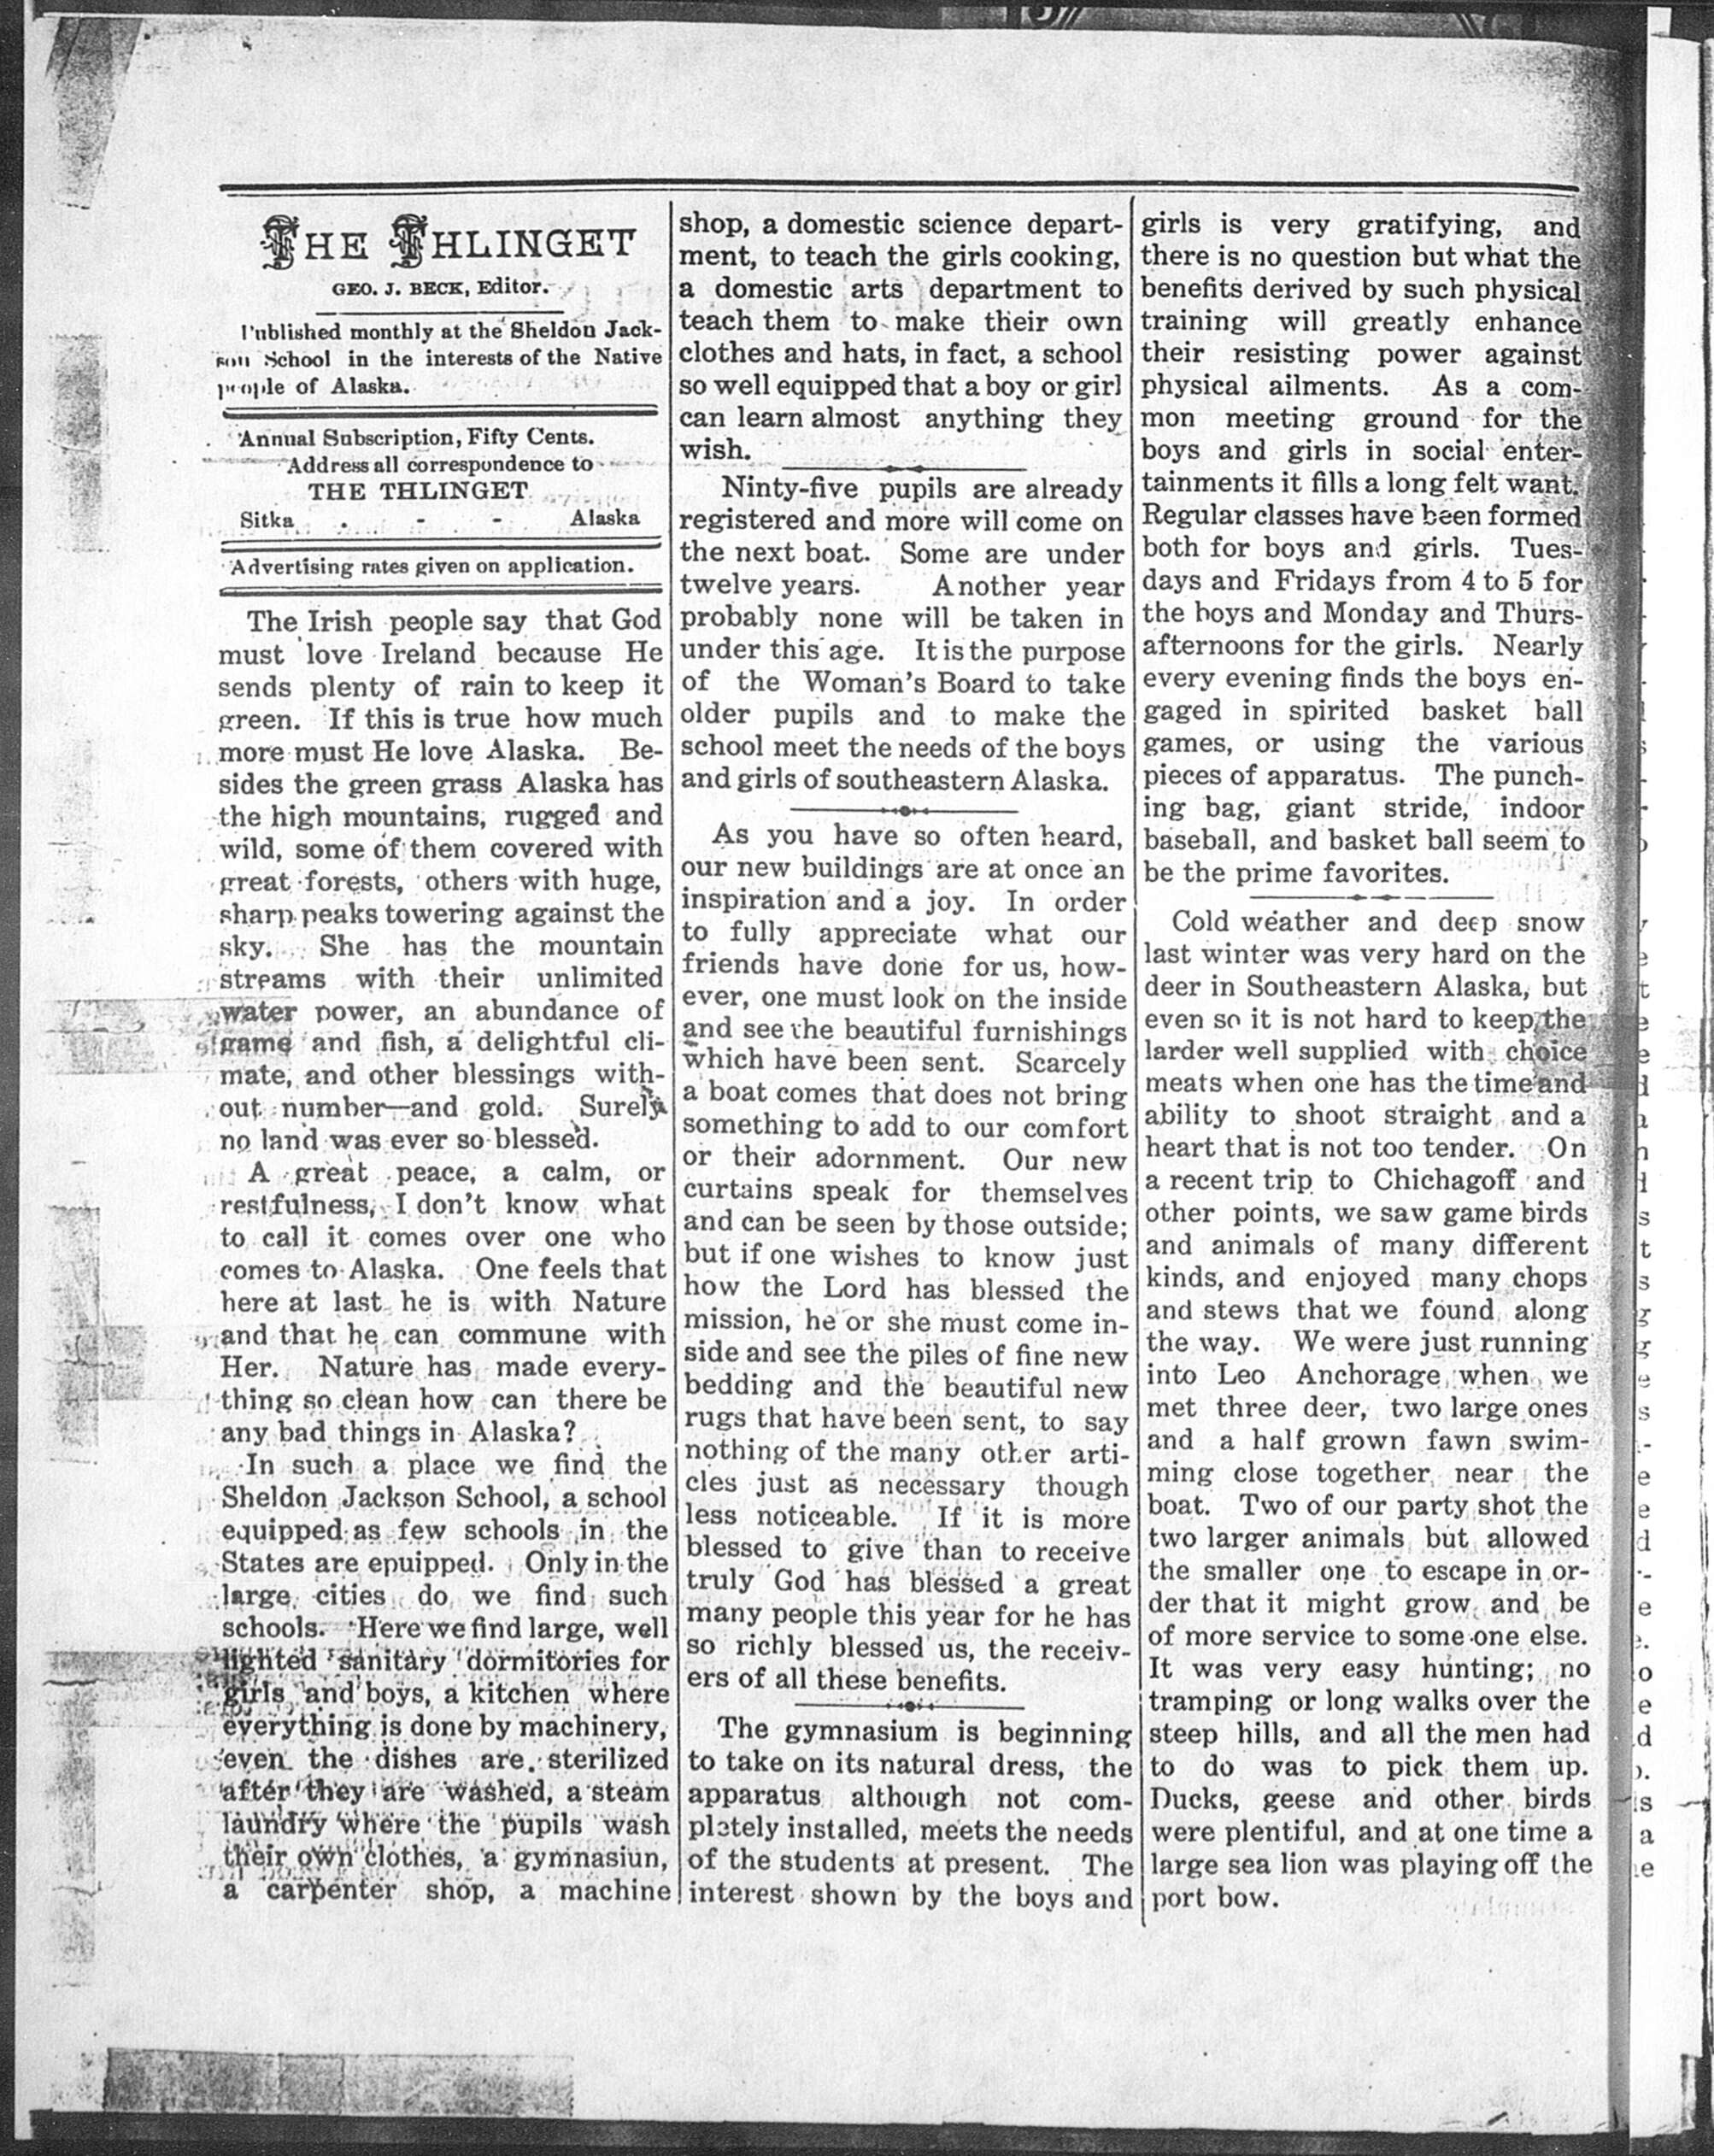 THE THLINGET
GEO. J. BECK, Editor.
Published monthly at the Sheldon Jack-
son School in the interests of the Native
people of Alaska.
Annual Subscription, Fifty Cents.
Address all correspondence to
THE THLINGET
Sitka . - - Alaska
Advertising rates given on application.
The Irish people say that God
must love Ireland because He
sends plenty of rain to keep it
green. If this is true how much
more must He love Alaska. Be-
sides the green grass Alaska has
the high mountains, rugged and
wild, some of them covered with
great forests, others with huge,
sharp peaks towering against the
sky. She has the mountain
streams with their unlimited
water power, an abundance of
game and fish, a delightful cli-
mate, and other blessings with-
out number—and gold. Surely
no land was ever so blessed.
A great peace, a calm, or
restfulness, I don't know what
to call it comes over one who
comes to Alaska. One feels that
here at last he is with Nature
and that he can commune with
Her. Nature has made every-
thing so clean how can there be
any bad things in Alaska?
In such a place we find the
Sheldon Jackson School, a school
equipped as few schools in the
States are epuipped. Only in the
large cities do we find such
schools. Here we find large, well
lighted sanitary dormitories for
girls and boys, a kitchen where
everything is done by machinery,
even the dishes are sterilized
after they are washed, a steam
laundry where the pupils wash
their own clothes, a gymnasiun,
a carpenter shop, a machine
shop, a domestic science depart-
ment, to teach the girls cooking,
a domestic arts department to
teach them to make their own
clothes and hats, in fact, a school
so well equipped that a boy or girl
can learn almost anything they
wish.
Ninty-five pupils are already
registered and more will come on
the next boat. Some are under
twelve years. Another year
probably none will be taken in
under this age. It is the purpose
of the Woman's Board to take
older pupils and to make the
school meet the needs of the boys
and girls of southeastern Alaska.
As you have so often heard,
our new buildings are at once an
inspiration and a joy. In order
to fully appreciate what our
friends have done for us, how-
ever, one must look on the inside
and see the beautiful furnishings
which have been sent. Scarcely
a boat comes that does not bring
something to add to our comfort
or their adornment. Our new
curtains speak for themselves
and can be seen by those outside;
but if one wishes to know just
how the Lord has blessed the
mission, he or she must come in-
side and see the piles of fine new
bedding and the beautiful new
rugs that have been sent, to say
nothing of the many other arti-
cles just as necessary though
less noticeable. If it is more
blessed to give than to receive
truly God has blessed a great
many people this year for he has
so richly blessed us, the receiv-
ers of all these benefits.
The gymnasium is beginning
to take on its natural dress, the
apparatus although not com-
pletely installed, meets the needs
of the students at present. The
interest shown by the boys and
girls is very gratifying, and
there is no question but what the
benefits derived by such physical
training will greatly enhance
their resisting power against
physical ailments. As a com-
mon meeting ground for the
boys and girls in social enter-
tainments it fills a long felt want.
Regular classes have been formed
both for boys and girls. Tues-
days and Fridays from 4 to 5 for
the boys and Monday and Thurs-
afternoons for the girls. Nearly
every evening finds the boys en-
gaged in spirited basket ball
games, or using the various
pieces of apparatus. The punch-
ing bag, giant stride, indoor
baseball, and basket ball seem to
be the prime favorites.
Cold weather and deep snow
last winter was very hard on the
deer in Southeastern Alaska, but
even so it is not hard to keep the
larder well supplied with choice
meats when one has the time and
ability to shoot straight and a
heart that is not too tender. On
a recent trip to Chichagoff and
other points, we saw game birds
and animals of many different
kinds, and enjoyed many chops
and stews that we found along
the way. We were just running
into Leo Anchorage when we
met three deer, two large ones
and a half grown fawn swim-
ming close together near the
boat. Two of our party shot the
two larger animals but allowed
the smaller one to escape in or-
der that it might grow and be
of more service to some one else.
It was very easy hunting; no
tramping or long walks over the
steep hills, and all the men had
to do was to pick them up.
Ducks, geese and other birds
were plentiful, and at one time a
large sea lion was playing off the
port bow.